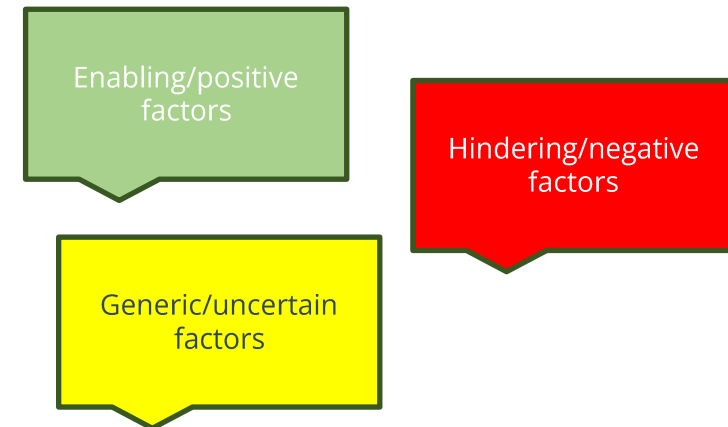 Enabling/positive
factors
Hindering/negative
factors
Generic/uncertain
factors